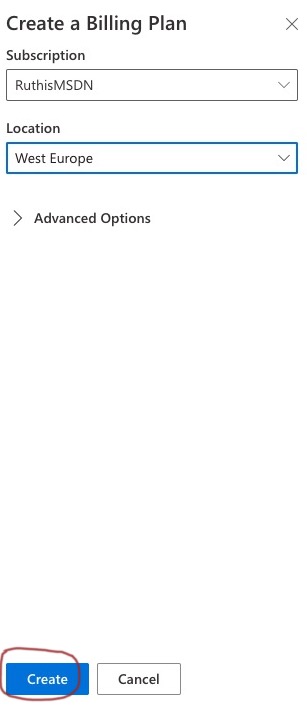 Create a Billing Plan
Subscription
RuthisMSDN
Location
West Europe
Advanced Options
Create
Cancel